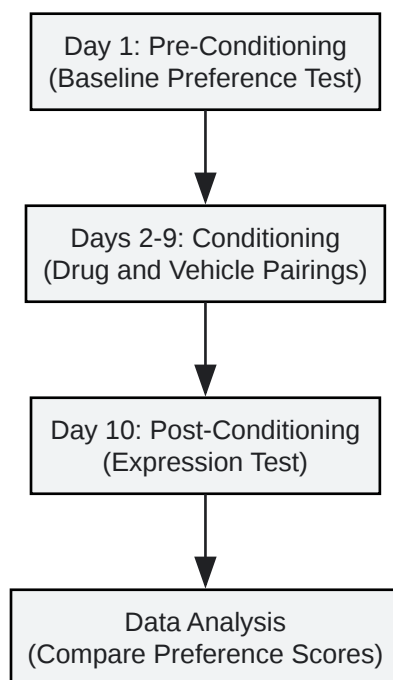 Day 1: Pre-Conditioning
(Baseline Preference Test)
Days 2-9: Conditioning
(Drug and Vehicle Pairings)
Day 10: Post-Conditioning
(Expression Test)
Data Analysis
(Compare Preference Scores)